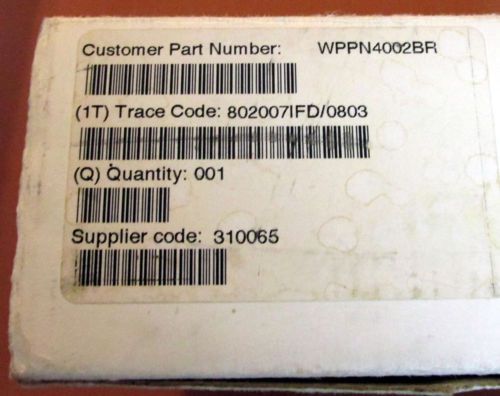 Customer Part Number: WPPN4002BR
(1T) Trace Code: 802007IFD/0803
(Q) Quantity: 001
Supplier code: 310065